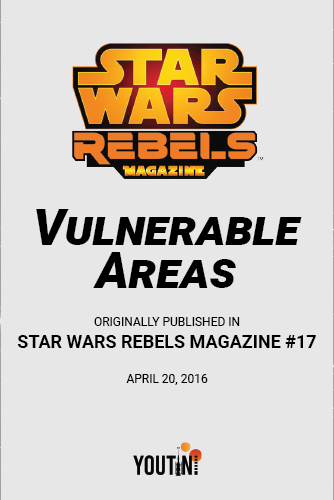 STAR
WARS
REBELS
MAGAZINE
VULNERABLE
AREAS
ORIGINALLY PUBLISHED IN
STAR WARS REBELS MAGAZINE #17
APRIL 20, 2016
YOUTINI